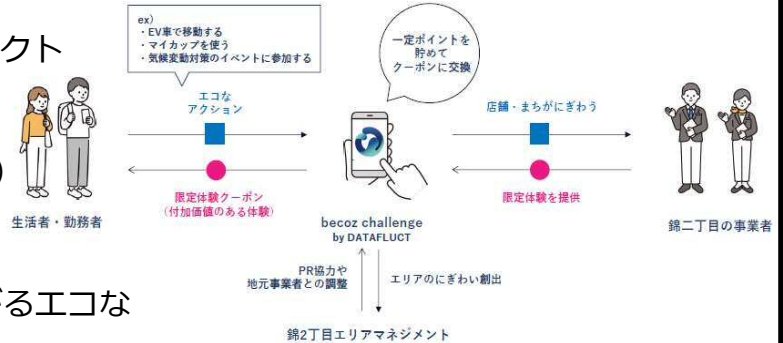 クト
)
るエコな
ex)
・EV車で移動する
・マイカップを使う
・気候変動対策のイベントに参加する
一定ポイントを
貯めて
クーポンに交換
エコな
アクション
店舗・まちがにぎわう
限定体験クーポン
(付加価値のある体験)
限定体験を提供
生活者・勤務者
becoz challenge
by DATAFLUCT
錦二丁目の事業者
PR協力や
地元事業者との調整
エリアのにぎわい創出
錦2丁目エリアマネジメント